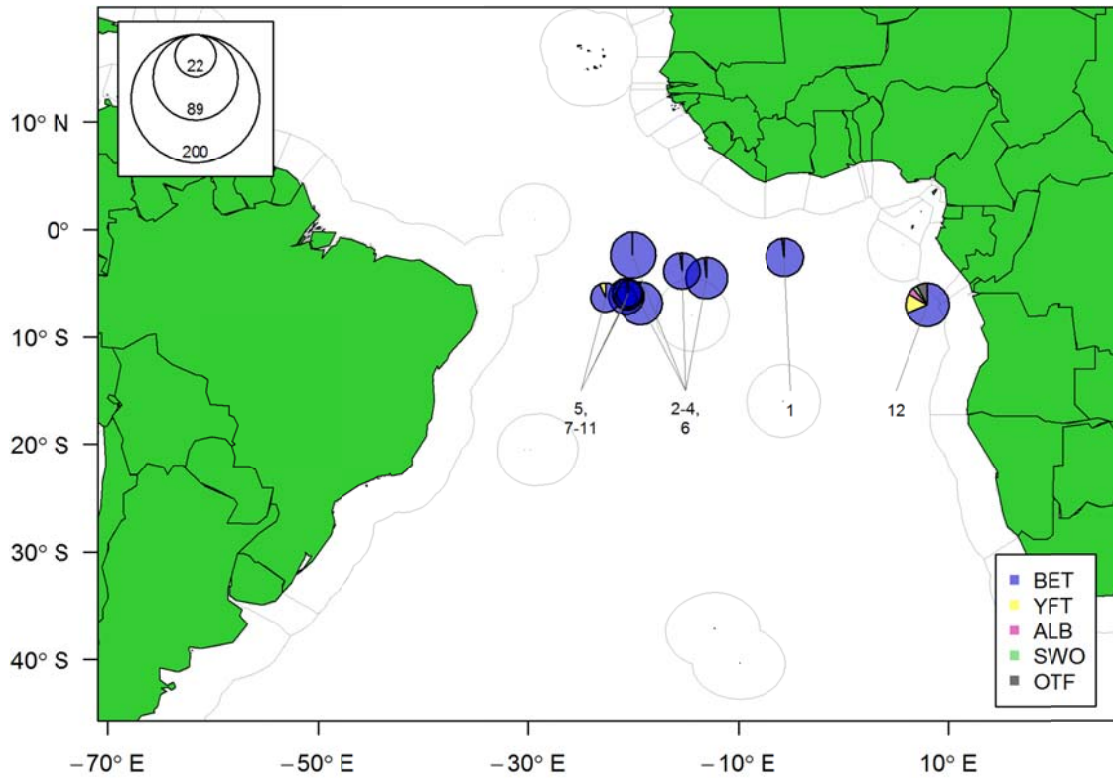 22
89
200
10° N
0°
10° S
20° S
30° S
40° S
5,
7-11
2-4,
6
1
12
BET
YFT
ALB
SWO
OTF
−70° E
−50° E
−30° E
−10° E
10° E